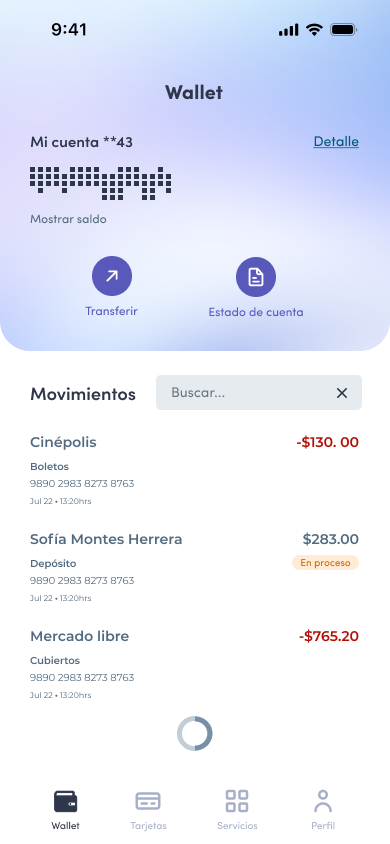 9:41
Wallet
Mi cuenta **43
Detalle
Mostrar saldo
Transferir
Estado de cuenta
Movimientos
Buscar...
Cinépolis
-$130. 00
Boletos
9890 2983 8273 8763
Jul 22 • 13:20hrs
Sofía Montes Herrera
$283.00
Depósito
En proceso
9890 2983 8273 8763
Jul 22 • 13:20hrs
Mercado libre
-$765.20
Cubiertos
9890 2983 8273 8763
Jul 22 • 13:20hrs
Wallet
Tarjetas
Servicios
Perfil